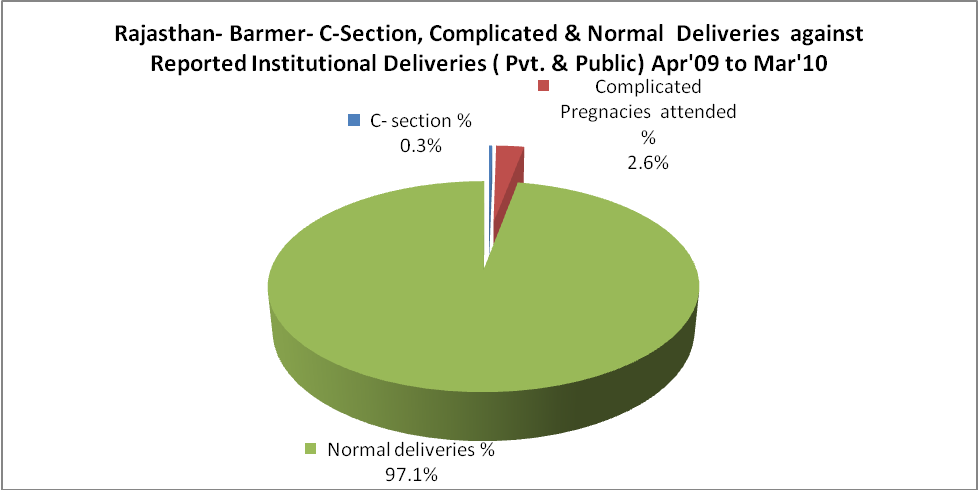 Rajasthan- Barmer- C-Section, Complicated & Normal Deliveries against
Reported Institutional Deliveries ( Pvt. & Public) Apr'09 to Mar'10
C- section %
0.3%
Complicated
Pregnacies attended
%
2.6%
Normal deliveries %
97.1%